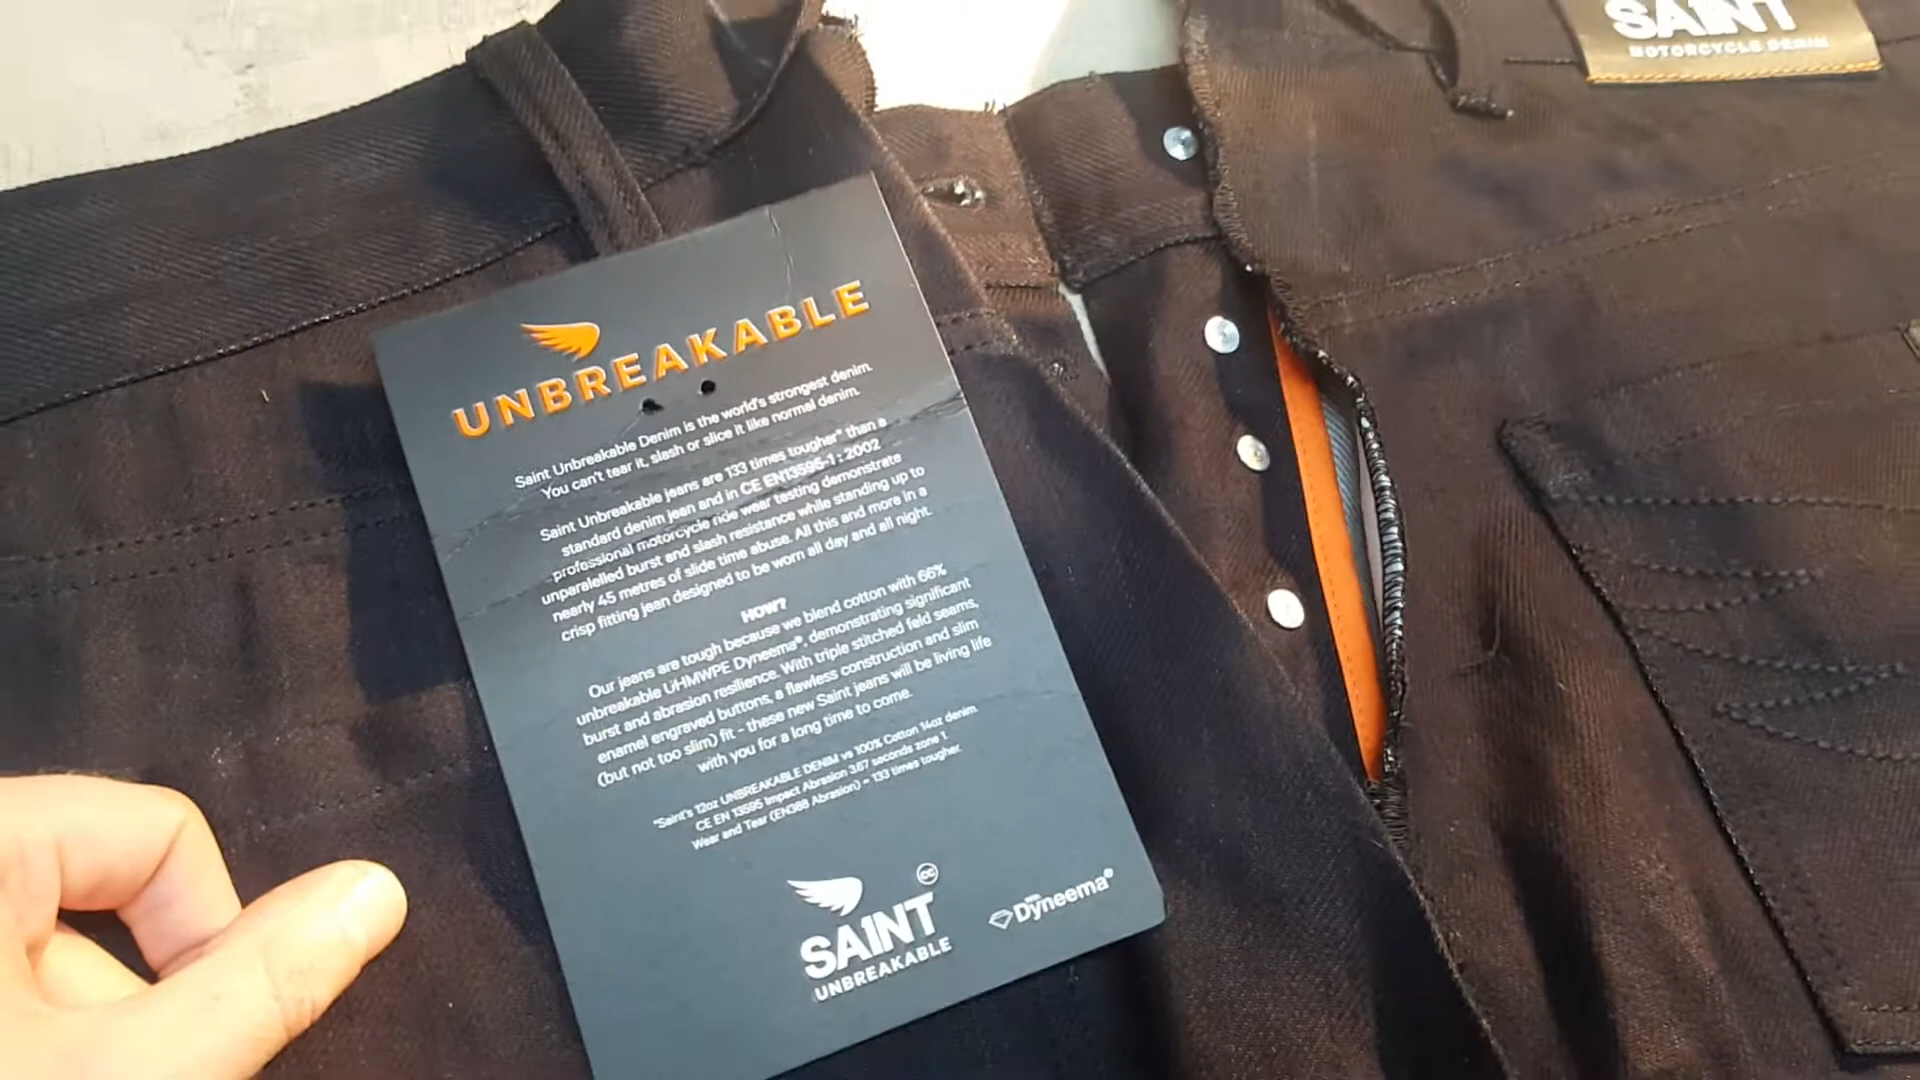 SAINT
MOTORCYCLE DENIM
UNBREAKABLE
Saint Unbreakable Denim is the world's strongest denim.
You can't tear it, slash or slice it like normal denim.
Saint Unbreakable jeans are 133 times tougher* than a
standard denim jean and in CE EN13595-1 : 2002
professional motorcycle ride wear testing demonstrate
unparalelled burst and slash resistance while standing up to
nearly 45 metres of slide time abuse. All this and more in a
crisp fitting jean designed to be worn all day and all night.
HOW?
Our jeans are tough because we blend cotton with 66%
unbreakable UHMWPE Dyneema®, demonstrating significant
burst and abrasion resilience. With triple stitched feld seams,
enamel engraved buttons, a flawless construction and slim
(but not too slim) fit - these new Saint jeans will be living life
with you for a long time to come.
*Saint's 12oz UNBREAKABLE DENIM vs 100% Cotton 14oz denim.
CE EN 13595 Impact Abrasion 3.67 seconds zone 1.
Wear and Tear (EN388 Abrasion) = 133 times tougher.
CC
SAINT
UNBREAKABLE
with
Dyneema®